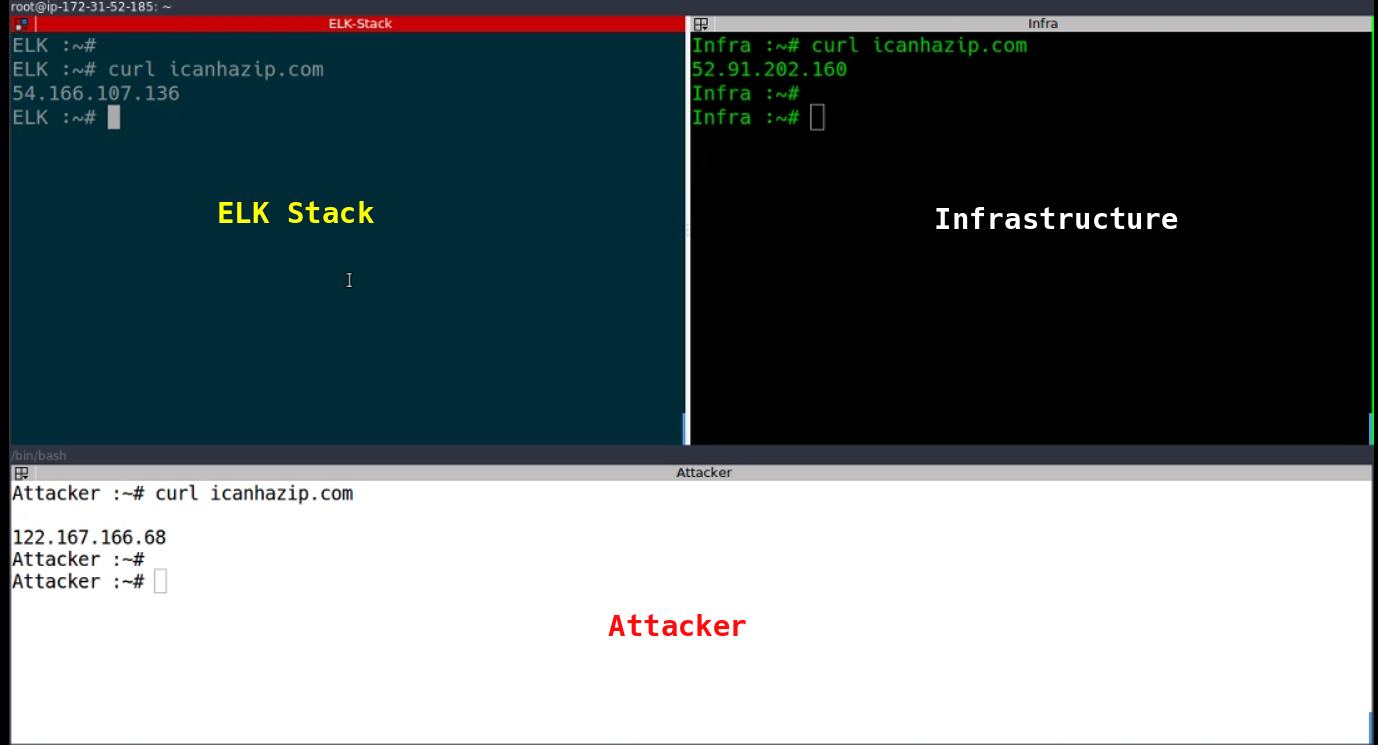 root@ip-172-31-52-185: ~
ELK-Stack
ELK :~#
ELK :~# curl icanhazip.com
54.166.107.136
ELK :~#
ELK Stack
Infra
Infra :~# curl icanhazip.com
52.91.202.160
Infra :~#
Infra :~#
Infrastructure
/bin/bash
Attacker
Attacker :~# curl icanhazip.com
122.167.166.68
Attacker :~#
Attacker :~#
Attacker